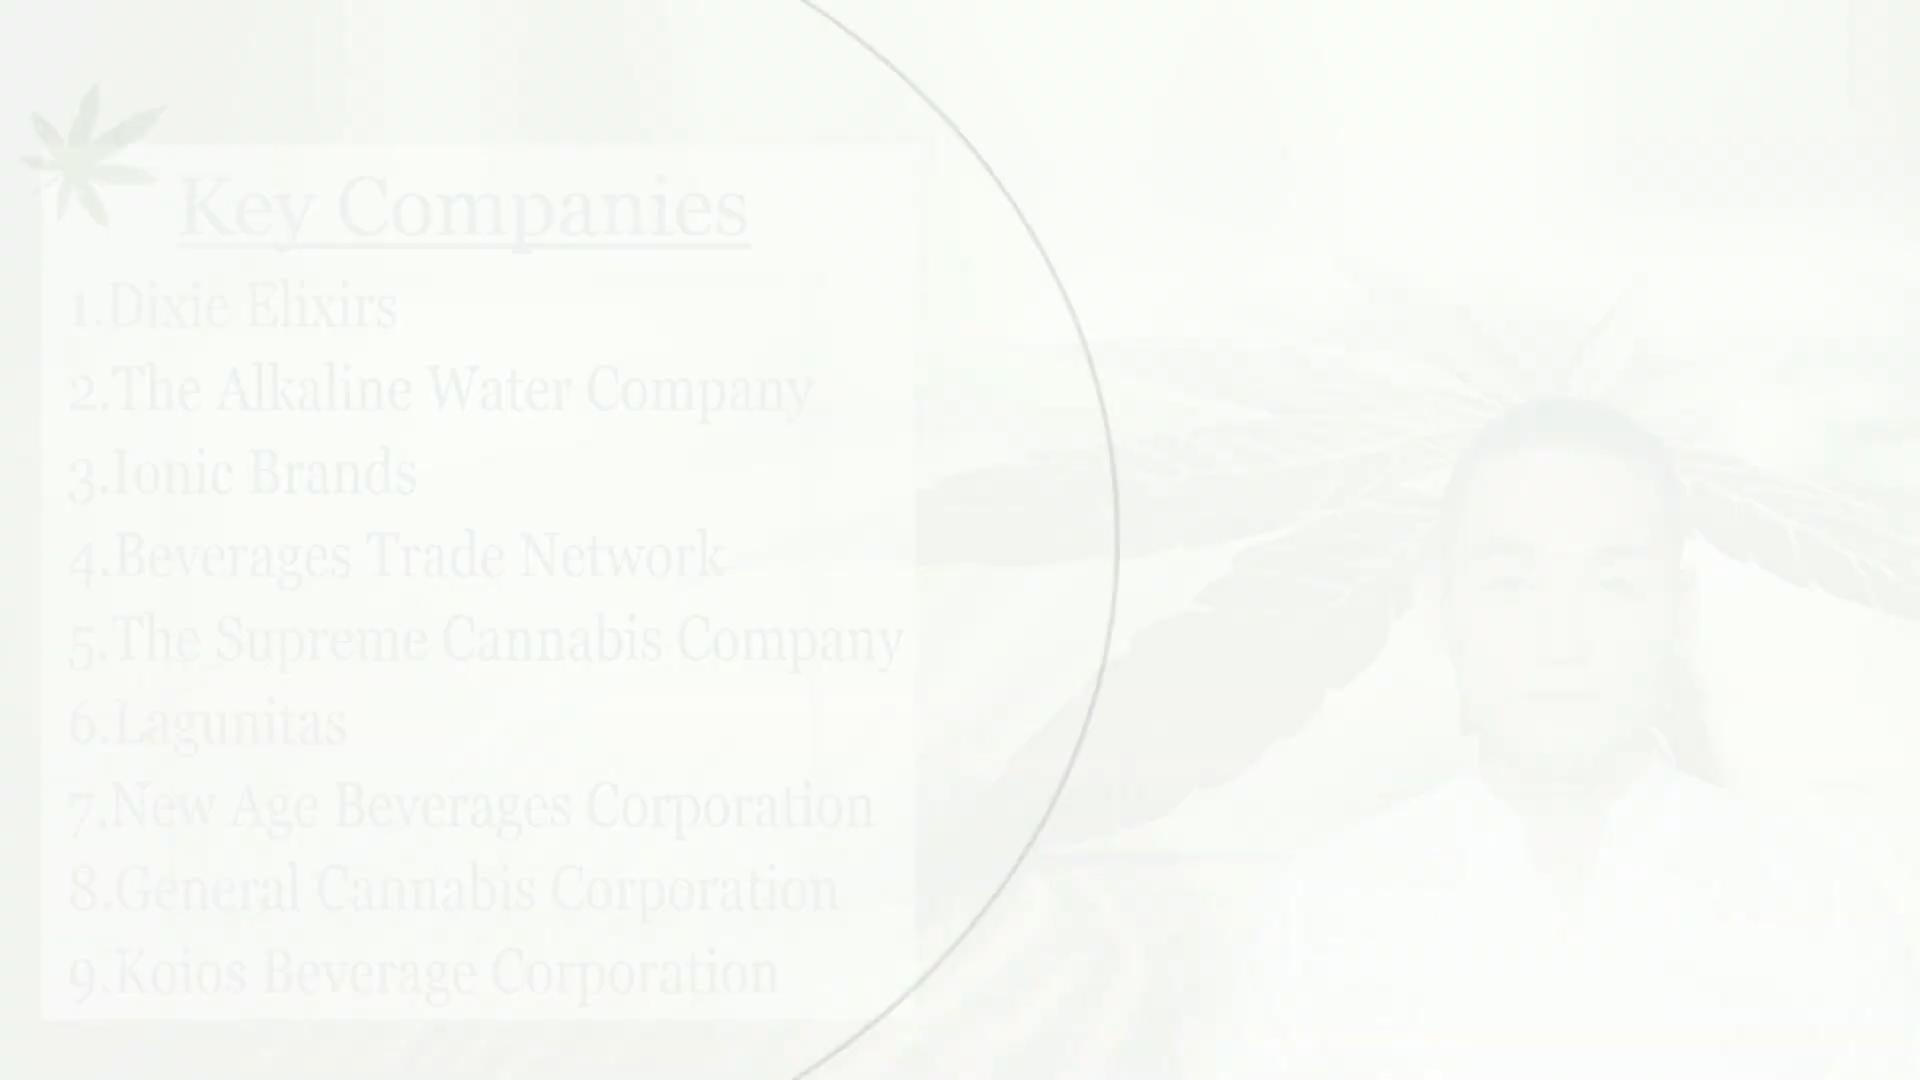 Key Companies
1.Dixie Elixirs
2.The Alkaline Water Company
3.Ionic Brands
4.Beverages Trade Network
5.The Supreme Cannabis Company
6.Lagunitas
7.New Age Beverages Corporation
8.General Cannabis Corporation
9.Koios Beverage Corporation